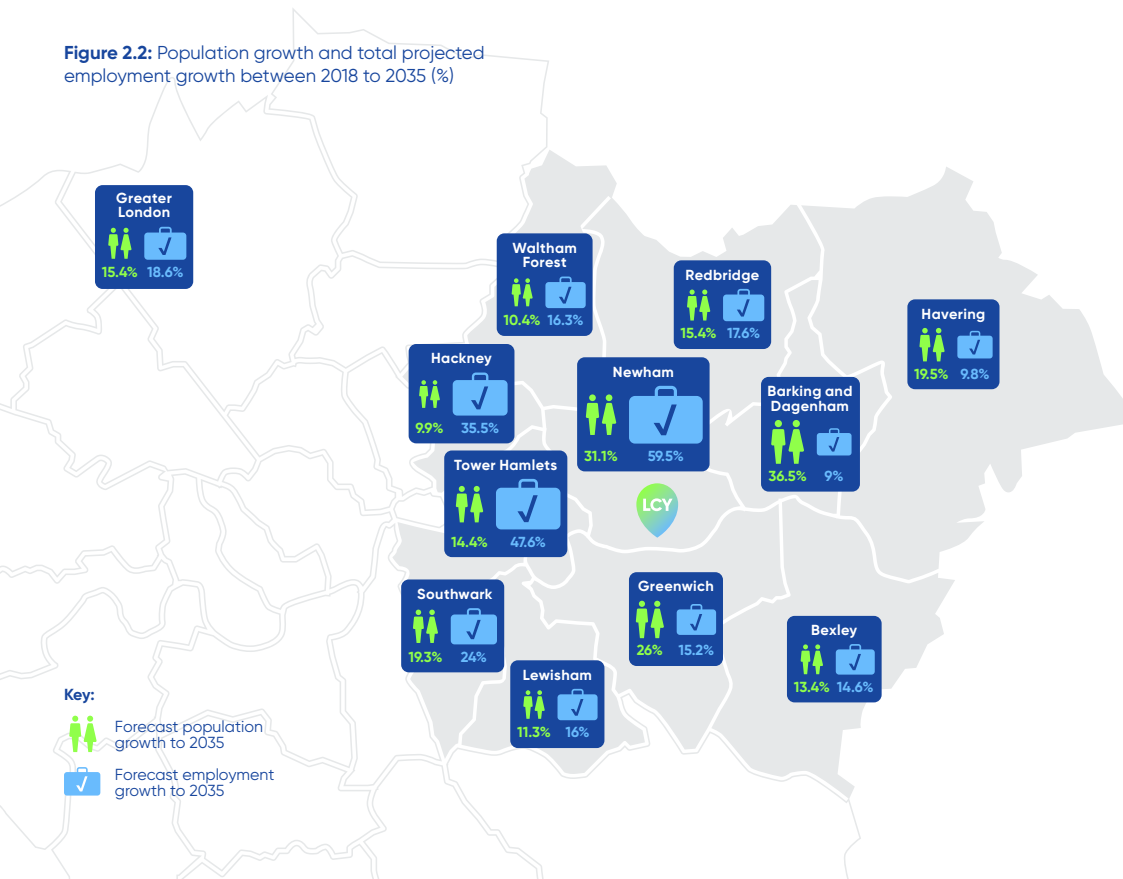 Figure 2.2: Population growth and total projected
employment growth between 2018 to 2035 (%)
Greater
London
15.4% 18.6%
Waltham
Forest
10.4% 16.3%
Redbridge
15.4% 17.6%
Havering
19.5% 9.8%
Hackney
9.9% 35.5%
Newham
31.1% 59.5%
Barking and
Dagenham
36.5% 9%
Tower Hamlets
14.4% 47.6%
LCY
Southwark
19.3% 24%
Greenwich
26% 15.2%
Bexley
13.4% 14.6%
Lewisham
11.3% 16%
Key:
Forecast population
growth to 2035
Forecast employment
growth to 2035